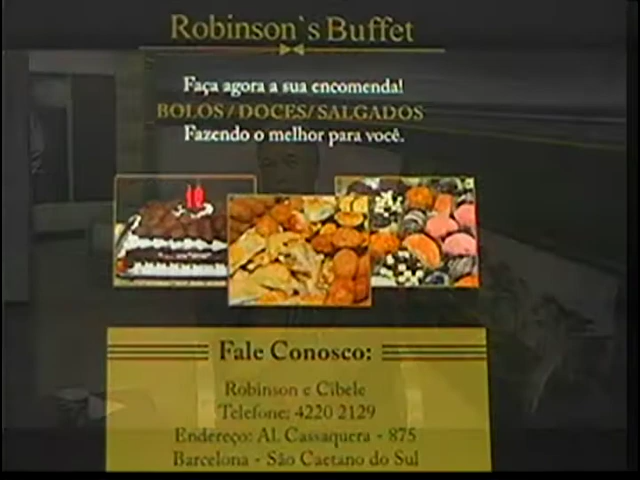 Robinson`s Buffet
Faça agora a sua encomenda!
BOLOS / DOCES/ SALGADOS
Fazendo o melhor para você.
10
Fale Conosco:
Robinson e Cibele
Telefone: 4220 2129
Endereço: Al. Cassaquera - 875
Barcelona - São Caetano do Sul